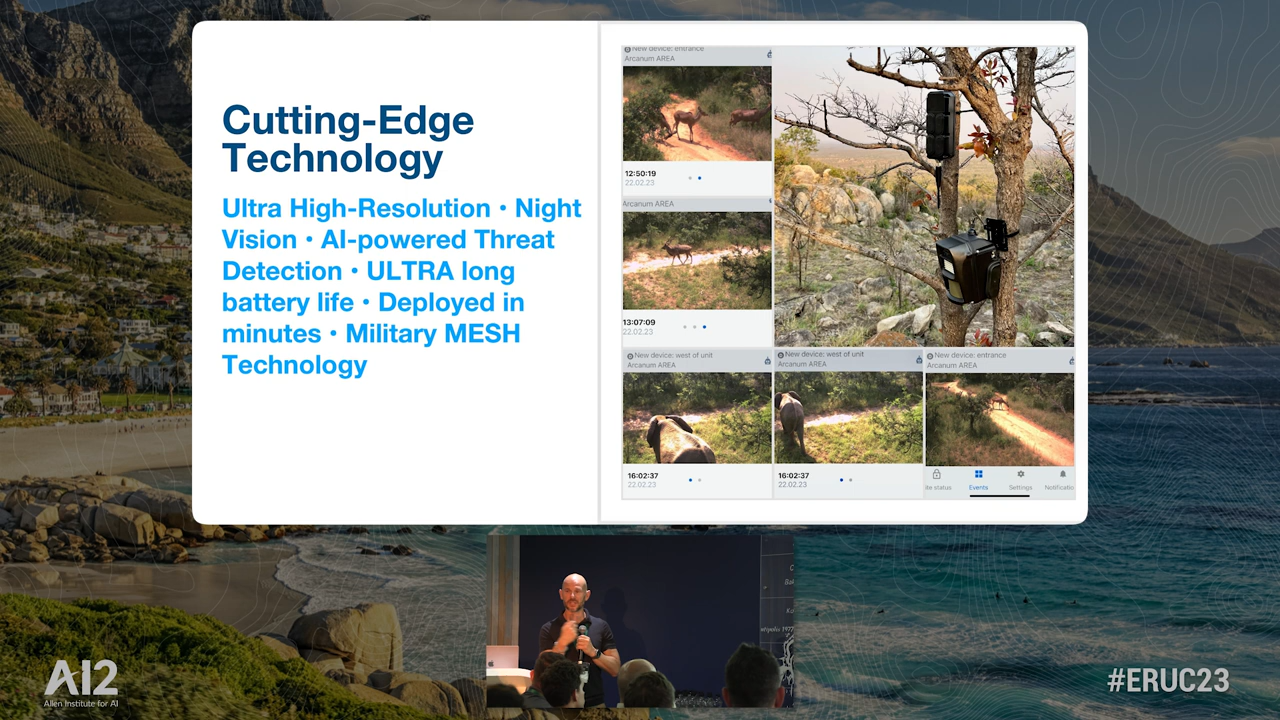 Cutting-Edge
Technology
Ultra High-Resolution • Night
Vision • AI-powered Threat
Detection • ULTRA long
battery life • Deployed in
minutes • Military MESH
Technology
New device: entrance
Arcanum AREA
12:50:19
22.02.23
Arcanum AREA
13:07:09
22.02.23
New device: west of unit
Arcanum AREA
16:02:37
22.02.23
New device: west of unit
Arcanum AREA
16:02:37
22.02.23
New device: entrance
Arcanum AREA
te status
Events
Settings
Notificatio
AI2
Allen Institute for AI
#ERUC23